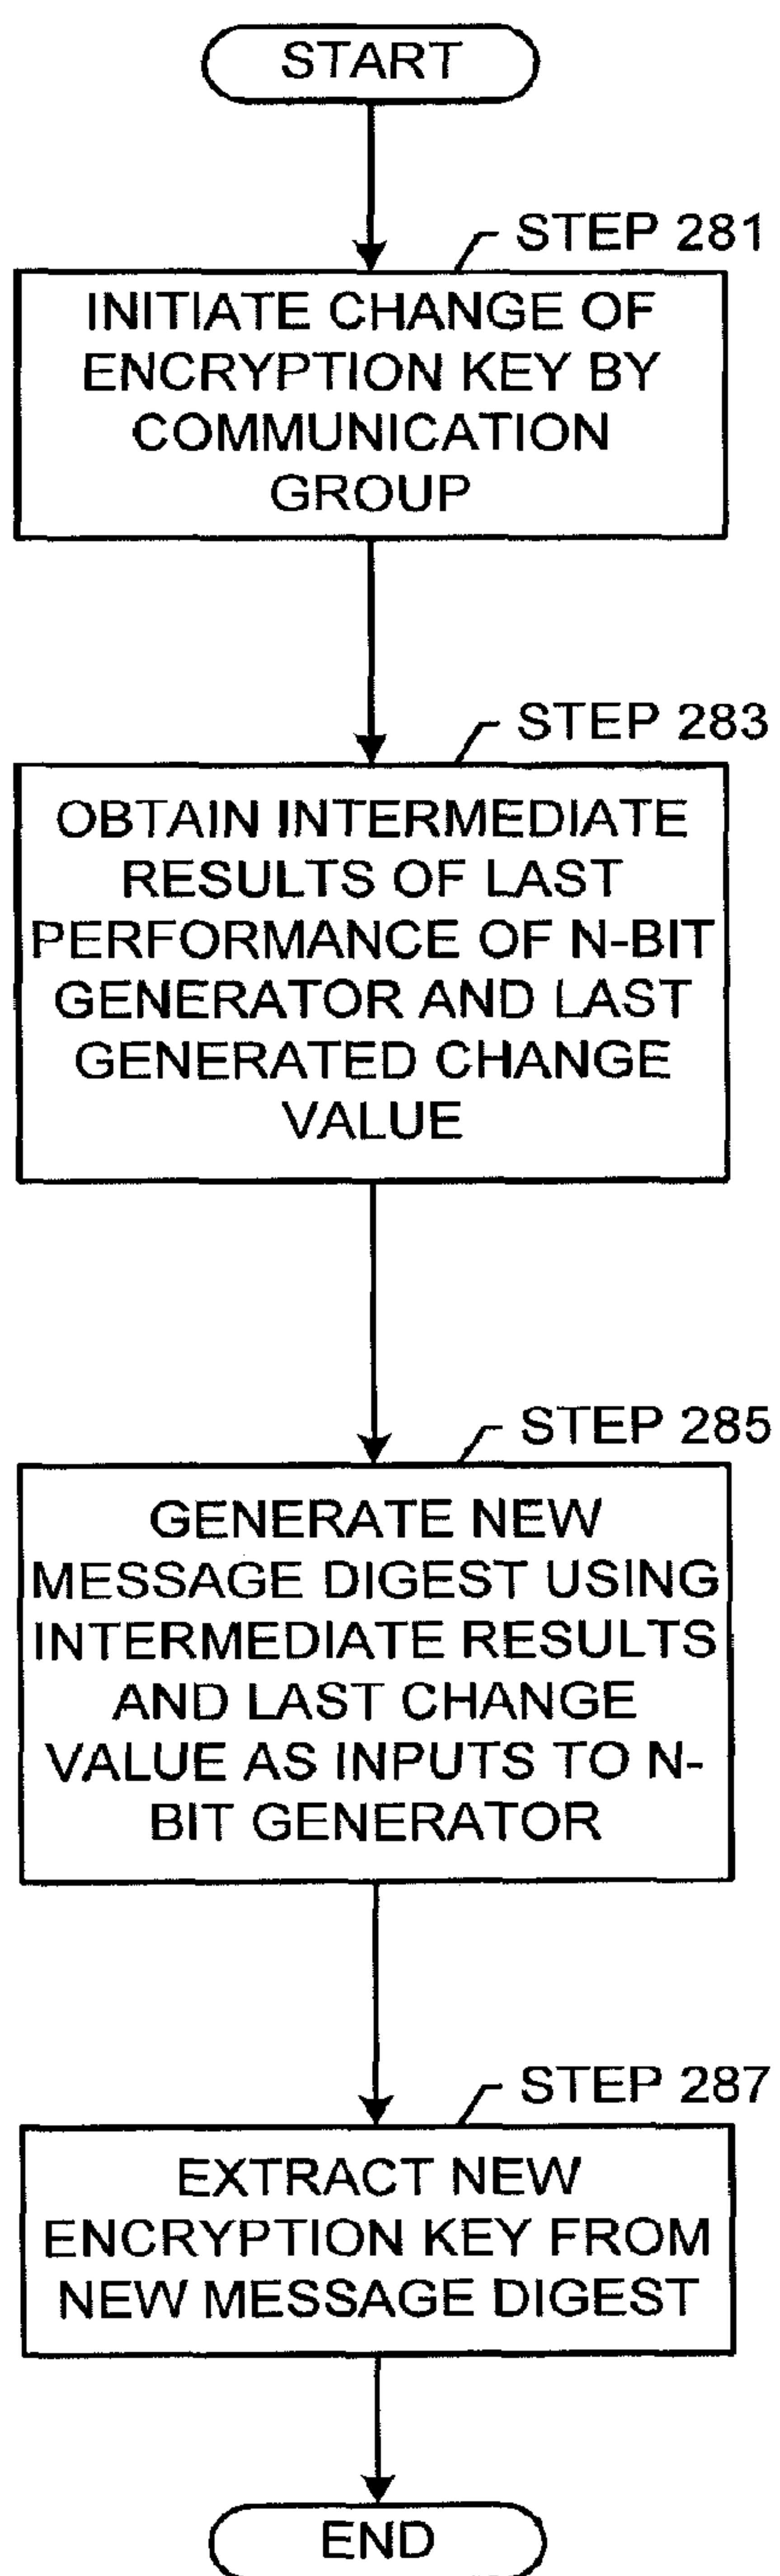 START
STEP 281
INITIATE CHANGE OF
ENCRYPTION KEY BY
COMMUNICATION
GROUP
STEP 283
OBTAIN INTERMEDIATE
RESULTS OF LAST
PERFORMANCE OF N-BIT
GENERATOR AND LAST
GENERATED CHANGE
VALUE
STEP 285
GENERATE NEW
MESSAGE DIGEST USING
INTERMEDIATE RESULTS
AND LAST CHANGE
VALUE AS INPUTS TO N-
BIT GENERATOR
STEP 287
EXTRACT NEW
ENCRYPTION KEY FROM
NEW MESSAGE DIGEST
END